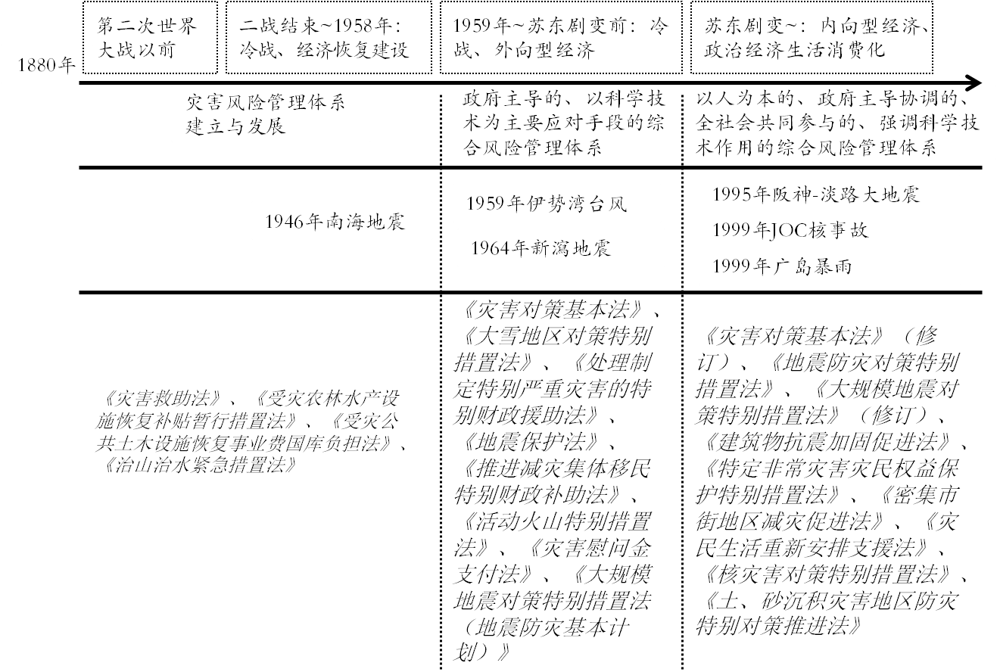 第二次世界
大战以前
二战结束~1958年:
冷战、经济恢复建设
1959年~苏东剧变前:冷
战、外向型经济
苏东剧变~:内向型经济、
政治经济生活消费化
1880年
灾害风险管理体系
建立与发展
政府主导的、以科学技
术为主要应对手段的综
合风险管理体系
以人为本的、政府主导协调的、
全社会共同参与的、强调科学技
术作用的综合风险管理体系
1946年南海地震
1959年伊势湾台风
1964年新瀉地震
1995年阪神-淡路大地震
1999年JOC核事故
1999年广岛暴雨
《灾害救助法》、《受灾农林水产设
施恢复补贴暂行措置法》、《受灾公
共土木设施恢复事业费国库负担法》、
《治山治水紧急措置法》
《灾害对策基本法》、
《大雪地区对策特别
措置法》、《处理制
定特别严重灾害的特
别财政援助法》、
《地震保护法》、
《推进减灾集体移民
特别财政补助法》、
《活动火山特别措置
法》、《灾害慰问金
支付法》、《大规模
地震对策特别措置法
（地震防灾基本计
划）》
《灾害对策基本法》（修
订）、《地震防灾对策特别
措置法》、《大规模地震对
策特别措置法》（修订）、
《建筑物抗震加固促进法》、
《特定非常灾害灾民权益保
护特别措置法》、《密集市
街地区减灾促进法》、《灾
民生活重新安排支援法》、
《核灾害对策特别措置法》、
《土、砂沉积灾害地区防灾
特别对策推进法》